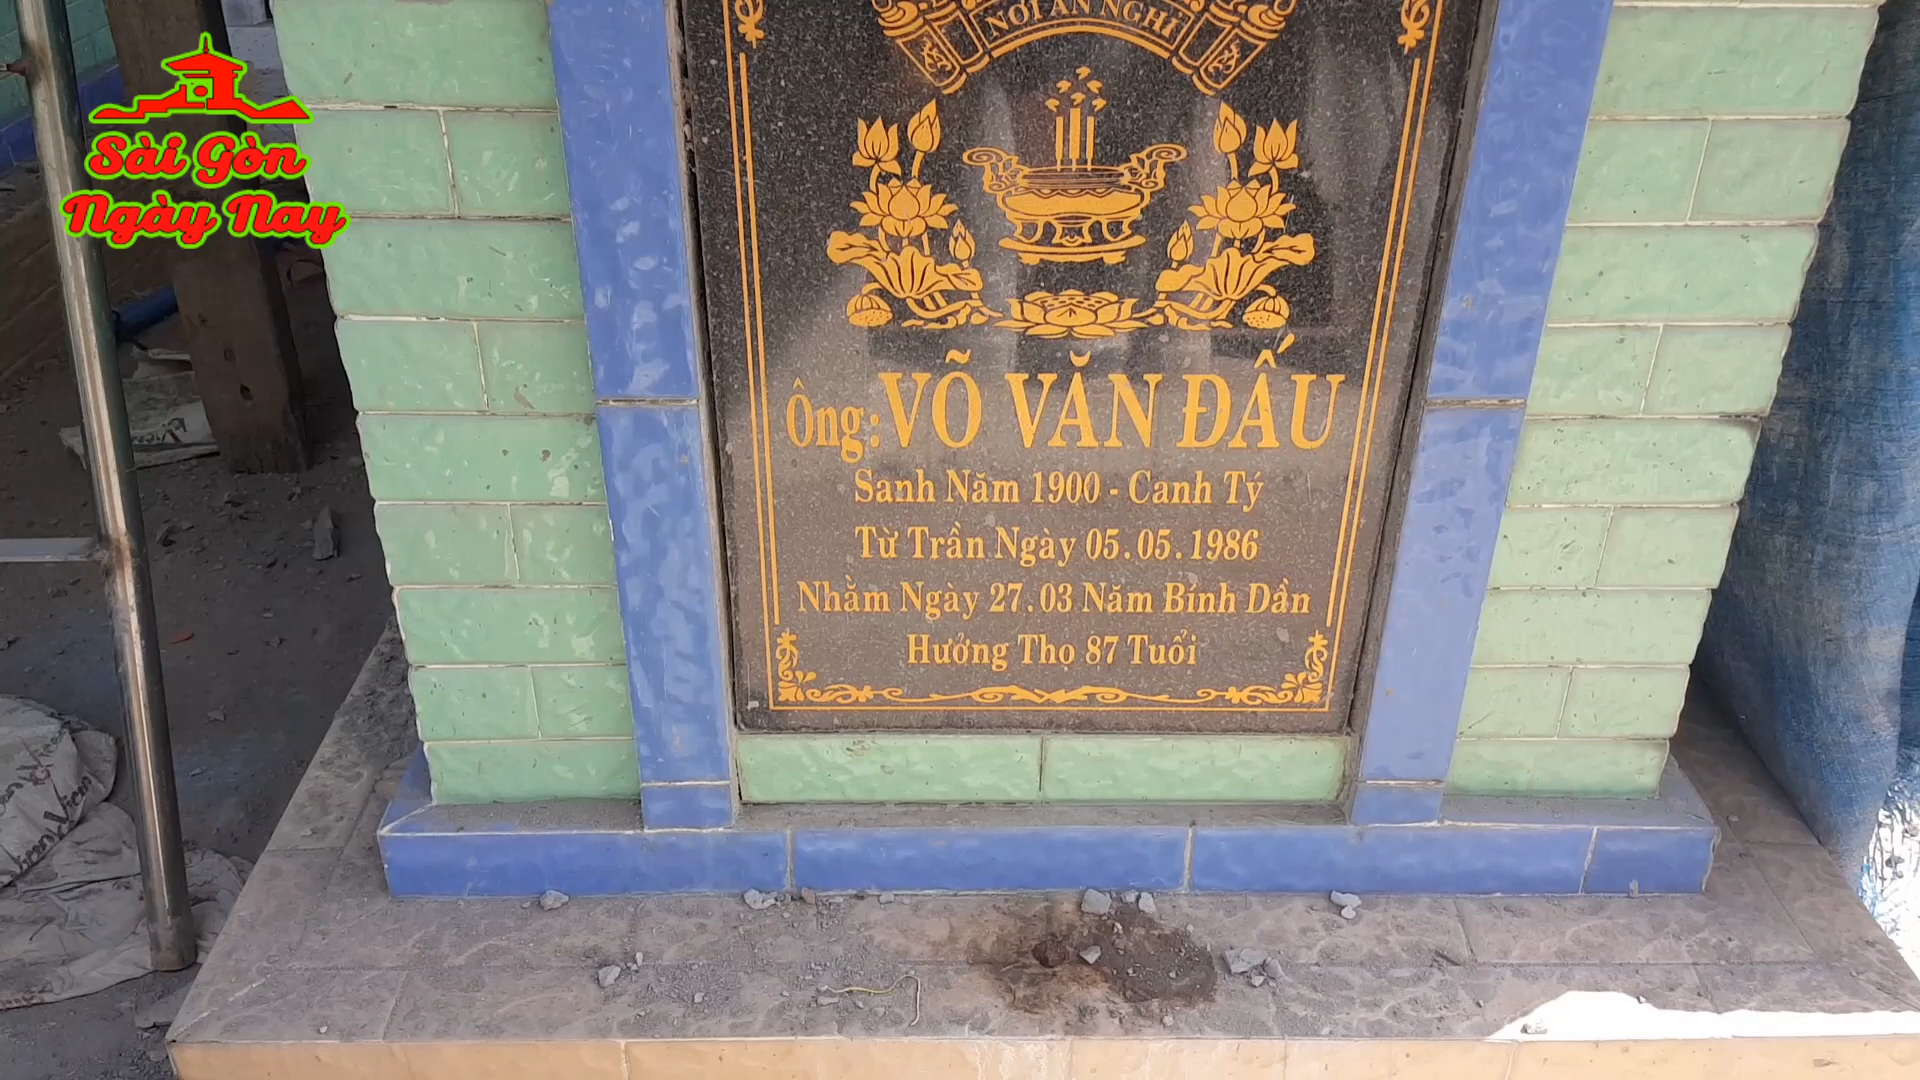 Sài Gòn
Ngày Nay
NƠI AN NGHỈ
Ông: VÕ VĂN ĐẤU
Sanh Năm 1900 - Canh Tý
Từ Trần Ngày 05.05.1986
Nhằm Ngày 27.03 Năm Bính Dần
Hưởng Thọ 87 Tuổi